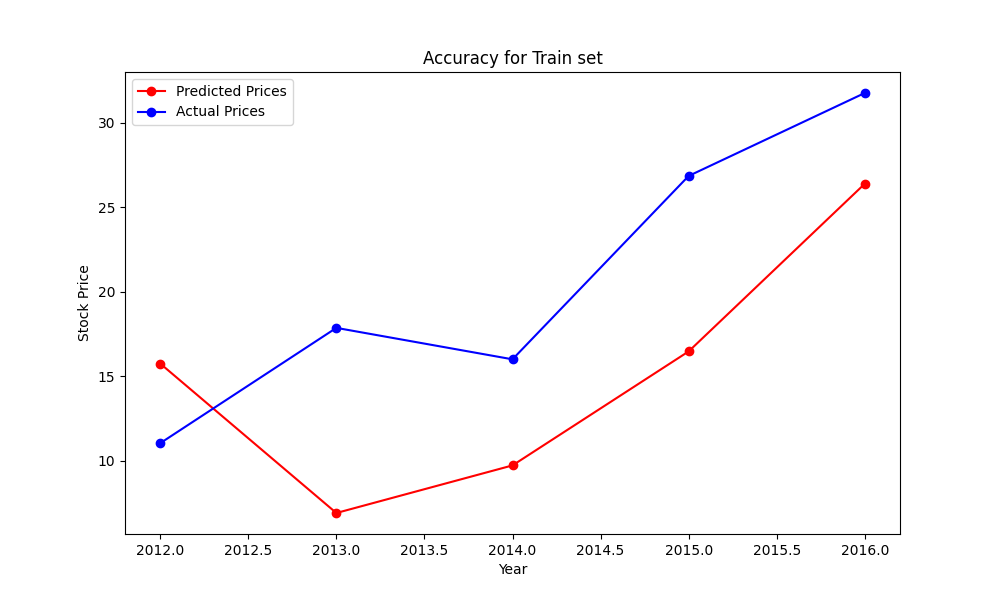 Accuracy for Train set
Predicted Prices
Actual Prices
30
25
20
15
10
Stock Price
2012.0 2012.5 2013.0 2013.5 2014.0 2014.5 2015.0 2015.5 2016.0
Year